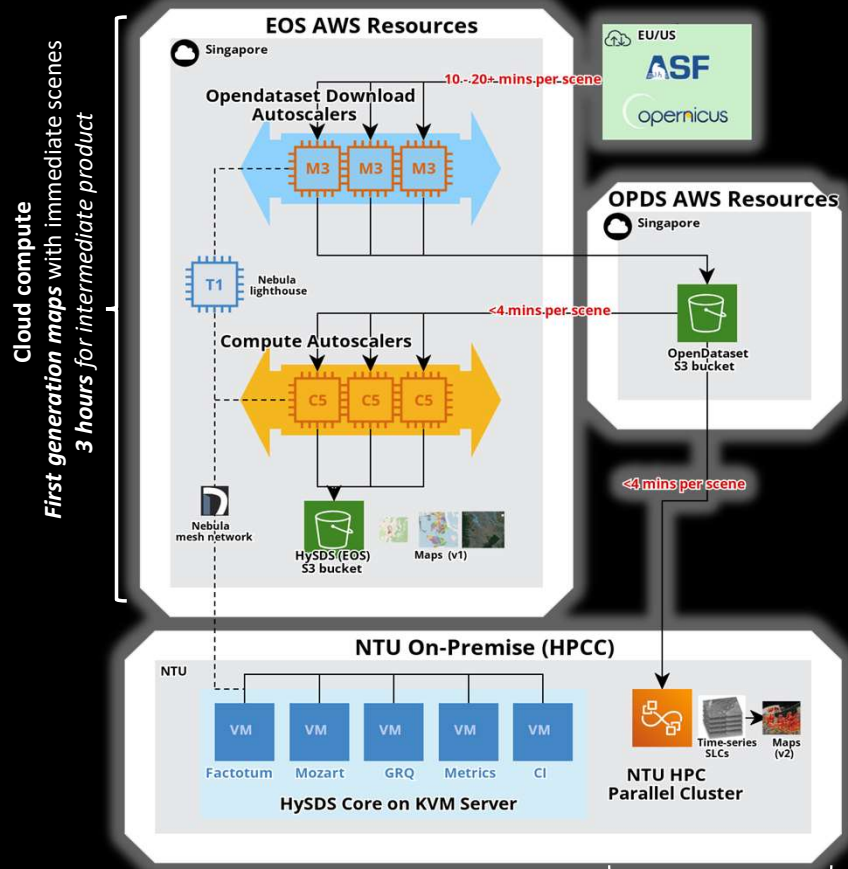 Cloud compute
First generation maps with immediate scenes
3 hours for intermediate product
EOS AWS Resources
Singapore
10 - 20+ mins per scene
EU/US
ASF
opernicus
Opendataset Download
Autoscalers
M3
M3
M3
OPDS AWS Resources
Singapore
T1
Nebula
lighthouse
<4 mins per scene
OpenDataset
S3 bucket
Compute Autoscalers
C5
C5
C5
<4 mins per scene
Nebula
mesh network
HySDS (EOS)
S3 bucket
Maps (v1)
NTU On-Premise (HPCC)
NTU
VM
VM
VM
VM
VM
Factotum
Mozart
GRQ
Metrics
CI
HySDS Core on KVM Server
Time-series
SLCs
Maps
(v2)
NTU HPC
Parallel Cluster